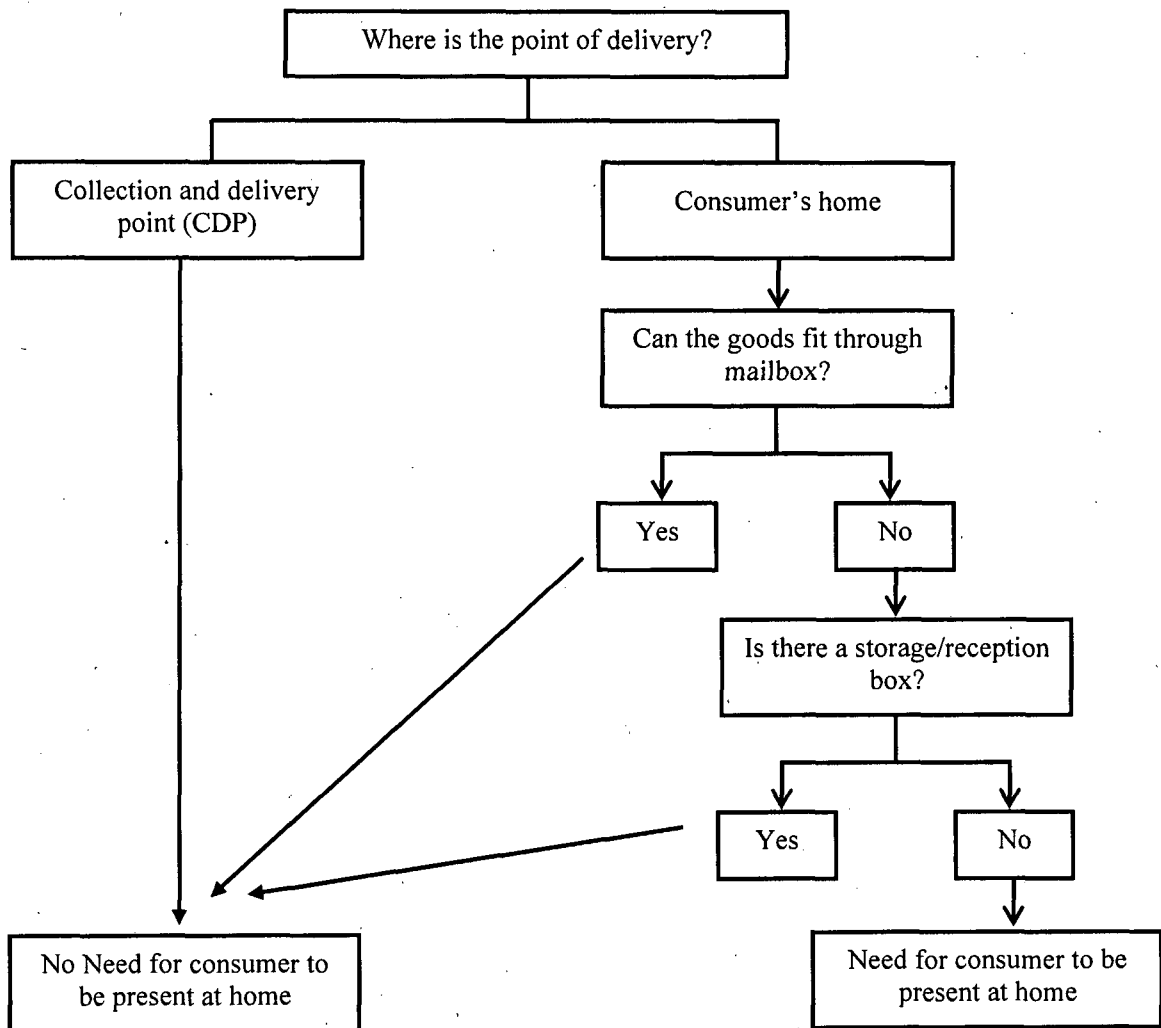 Where is the point of delivery?
Collection and delivery
point (CDP)
Consumer's home
Can the goods fit through
mailbox?
Yes
No
Is there a storage/reception
box?
Yes
No
No Need for consumer to
be present at home
Need for consumer to be
present at home